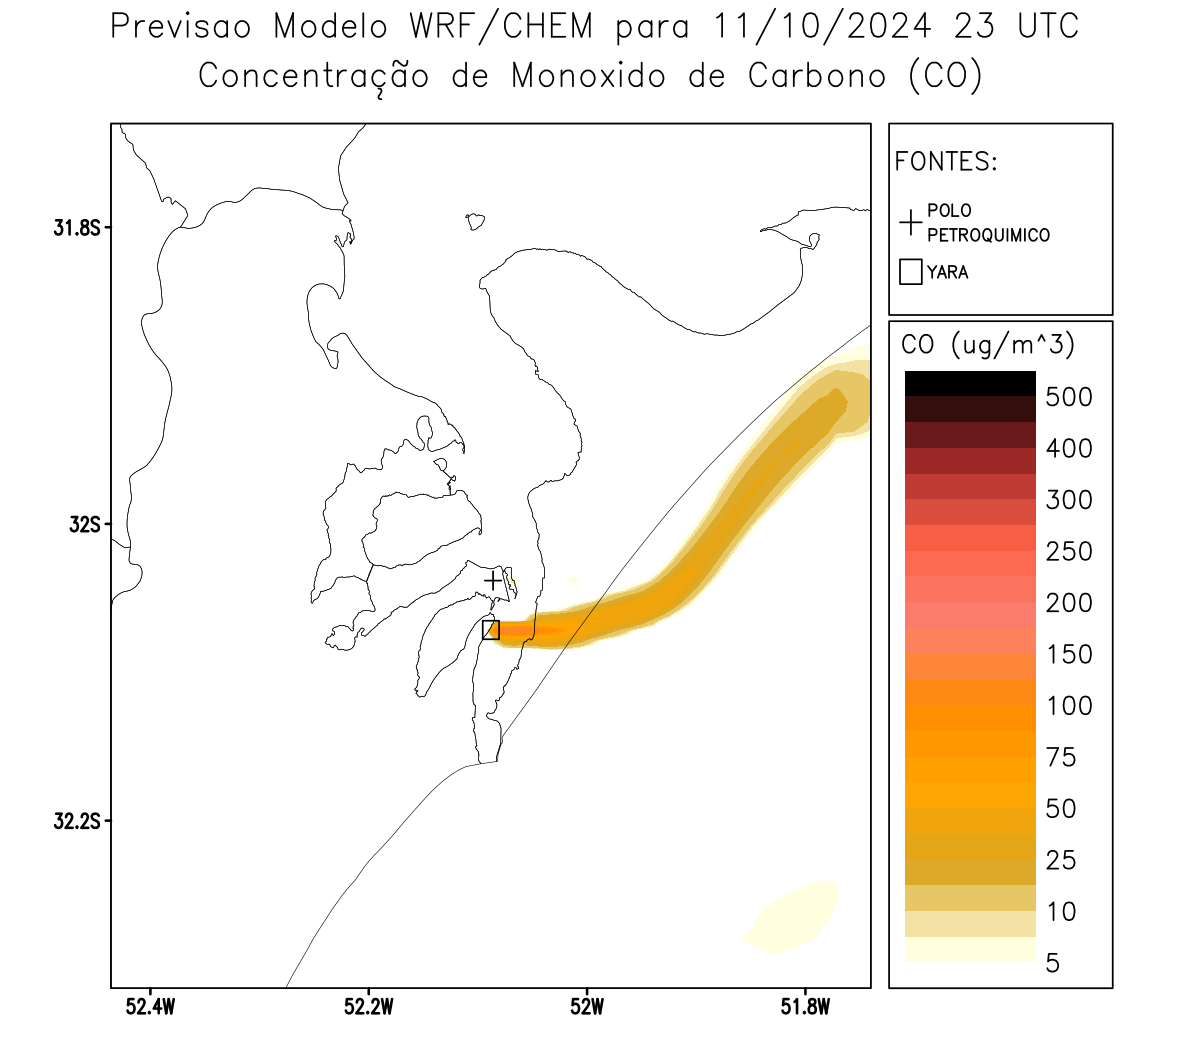 Previsao Modelo WRF/CHEM para 11/10/2024 23 UTC
Concentração de Monoxido de Carbono (CO)
FONTES:
POLO
PETROQUIMICO
YARA
31.8S
32S
32.2S
52.4W
52.2W
52W
51.8W
CO (ug/m^3)
500
400
300
250
200
150
100
75
50
25
10
5